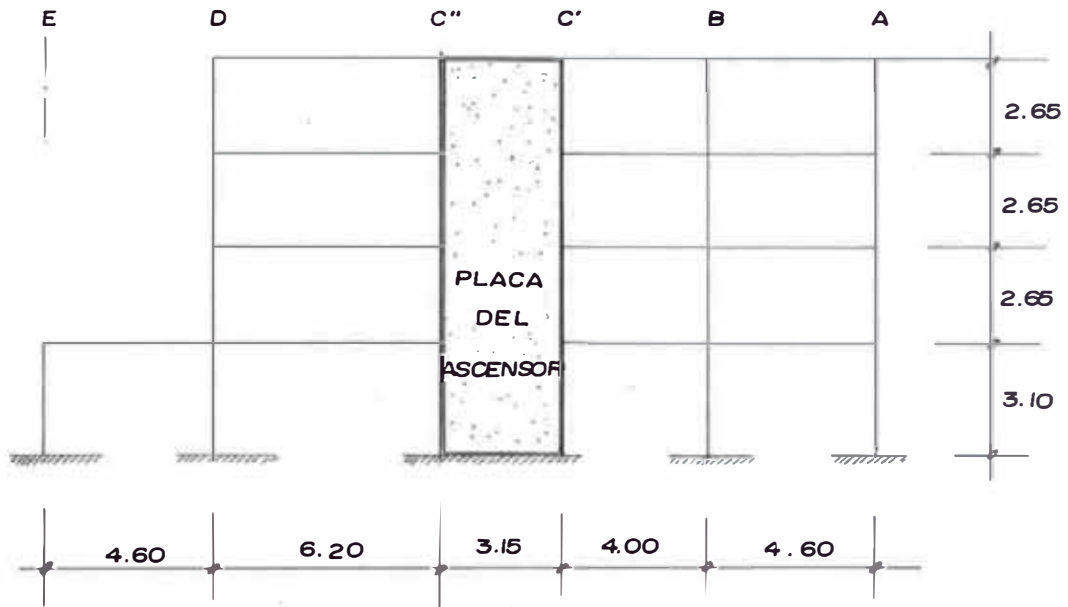 E D C" C' B A
2.65
2.65
PLACA
2.65
DEL
ASCENSOR
3.10
4.60 6.20 3.15 4.00 4.60